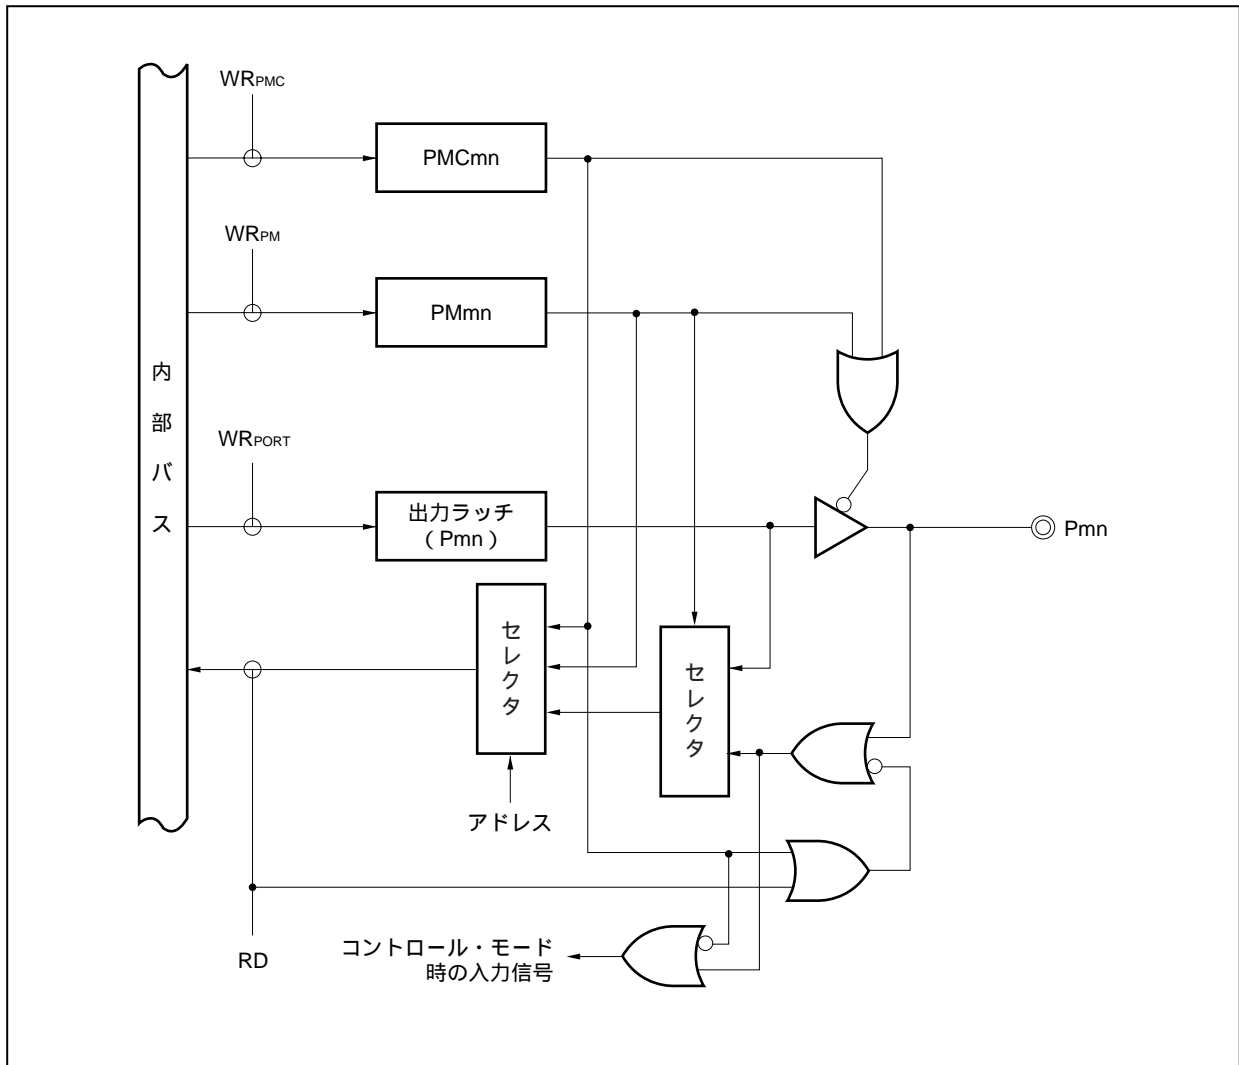 WRPMC
PMCmn
WRPM
PMmn
内部バス
WRPORT
出力ラッチ
(Pmn)
Pmn
セレクタ
セレクタ
アドレス
RD
コントロール・モード
時の入力信号